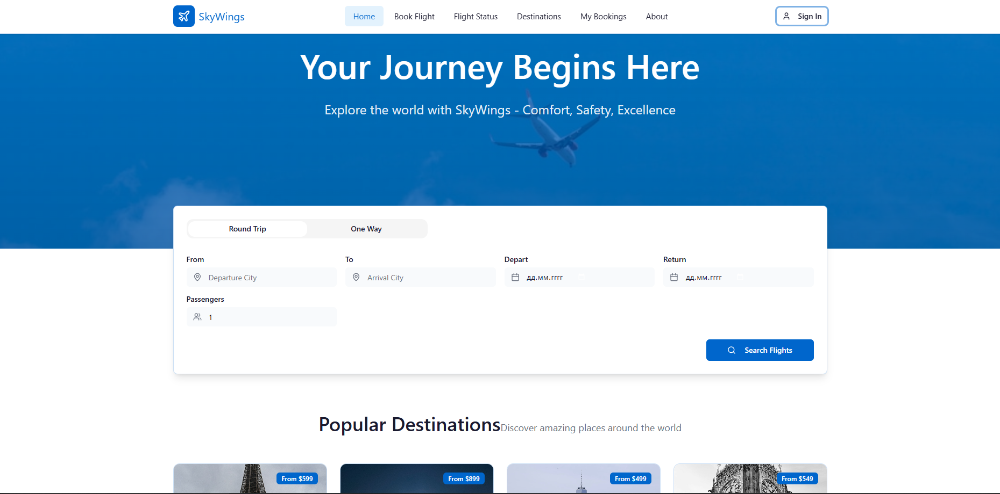 SkyWings
Home
Book Flight
Flight Status
Destinations
My Bookings
About
Sign In
Your Journey Begins Here
Explore the world with SkyWings - Comfort, Safety, Excellence
Round Trip
One Way
From
To
Depart
Return
Departure City
Arrival City
дд.мм.гггг
дд.мм.гггг
Passengers
1
Search Flights
Popular Destinations
Discover amazing places around the world
From $599
From $899
From $499
From $549